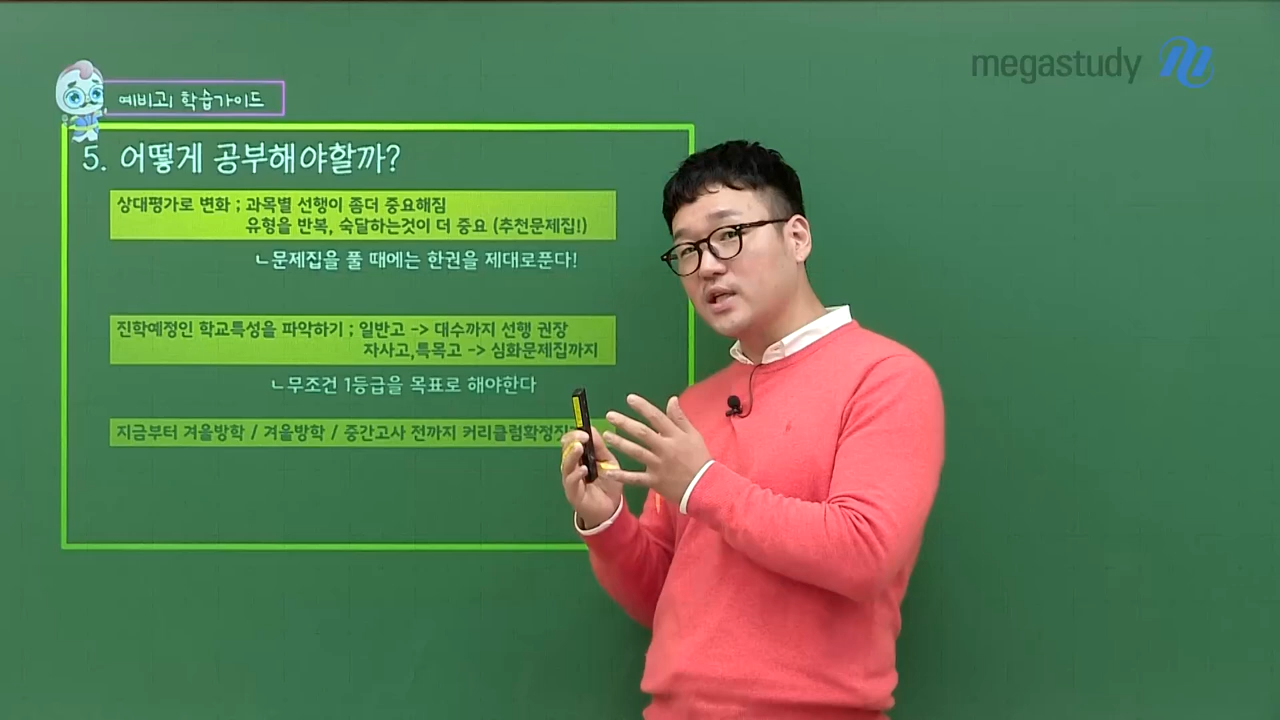 megastudy
예비고1 학습가이드
5. 어떻게 공부해야할까?
상대평가로 변화 ; 과목별 선행이 좀더 중요해짐
유형을 반복, 숙달하는것이 더 중요 (추천문제집!)
ㄴ문제집을 풀 때에는 한권을 제대로푼다!
진학예정인 학교특성을 파악하기 ; 일반고 -> 대수까지 선행 권장
자사고,특목고 -> 심화문제집까지
ㄴ무조건 1등급을 목표로 해야한다
지금부터 겨울방학 / 겨울방학 / 중간고사 전까지 커리큘럼확정짓